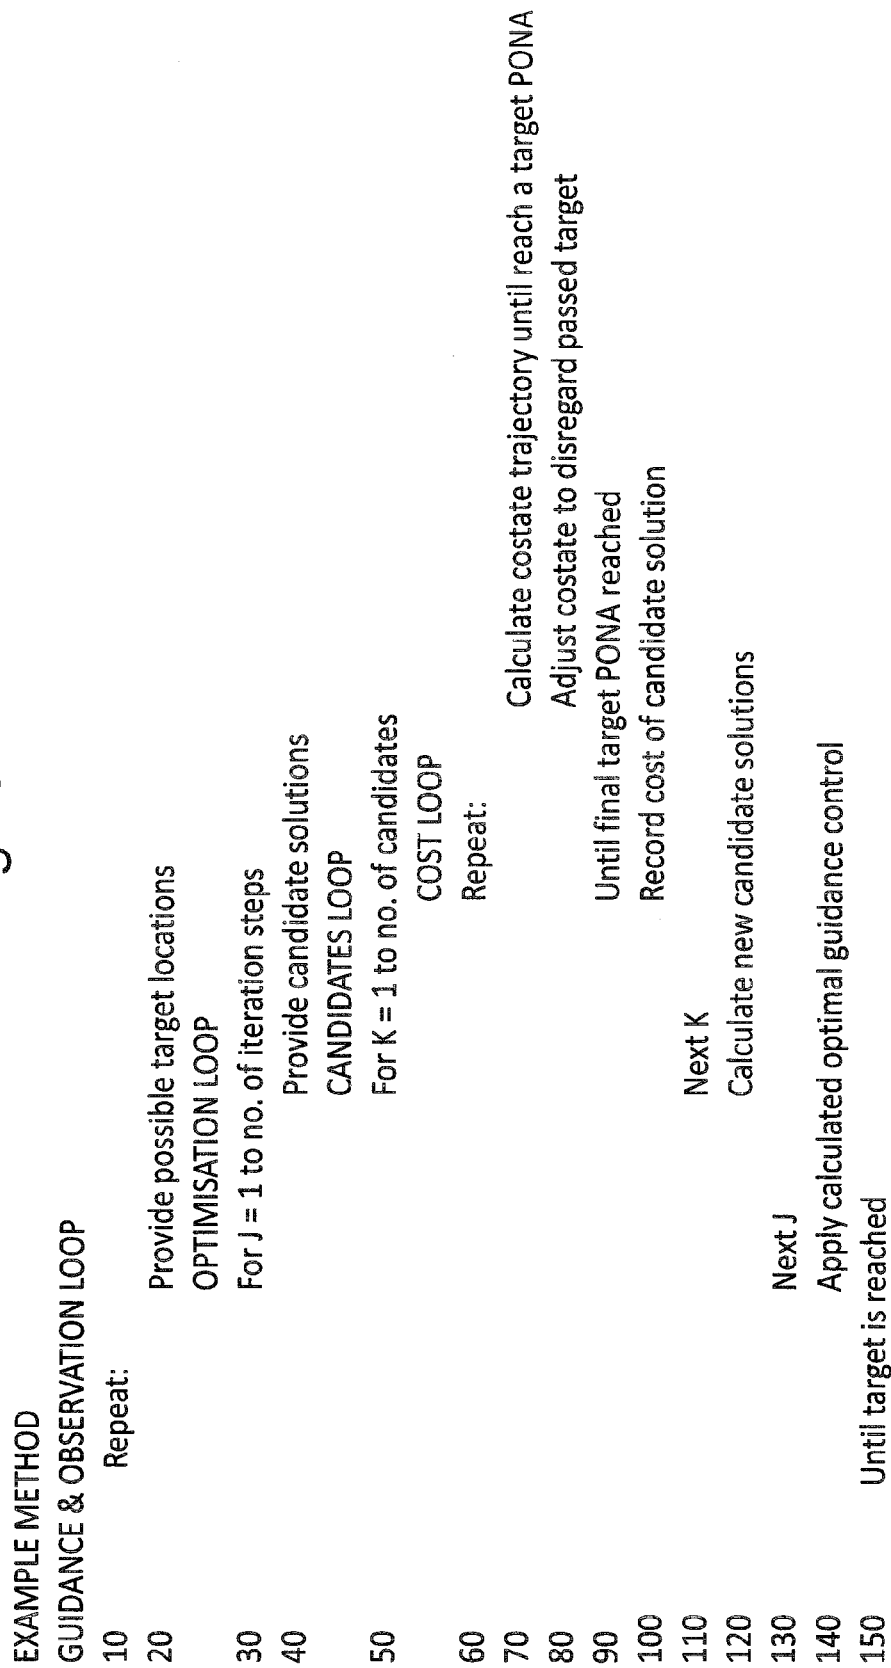 EXAMPLE METHOD
GUIDANCE & OBSERVATION LOOP
10 Repeat:
20 Provide possible target locations
OPTIMISATION LOOP
30 For J = 1 to no. of iteration steps
40 Provide candidate solutions
CANDIDATES LOOP
50 For K = 1 to no. of candidates
COST LOOP
60 Repeat:
70 Calculate costate trajectory until reach a target PONA
80 Adjust costate to disregard passed target
90 Until final target PONA reached
100 Record cost of candidate solution
110 Next K
120 Calculate new candidate solutions
130 Next J
140 Apply calculated optimal guidance control
150 Until target is reached